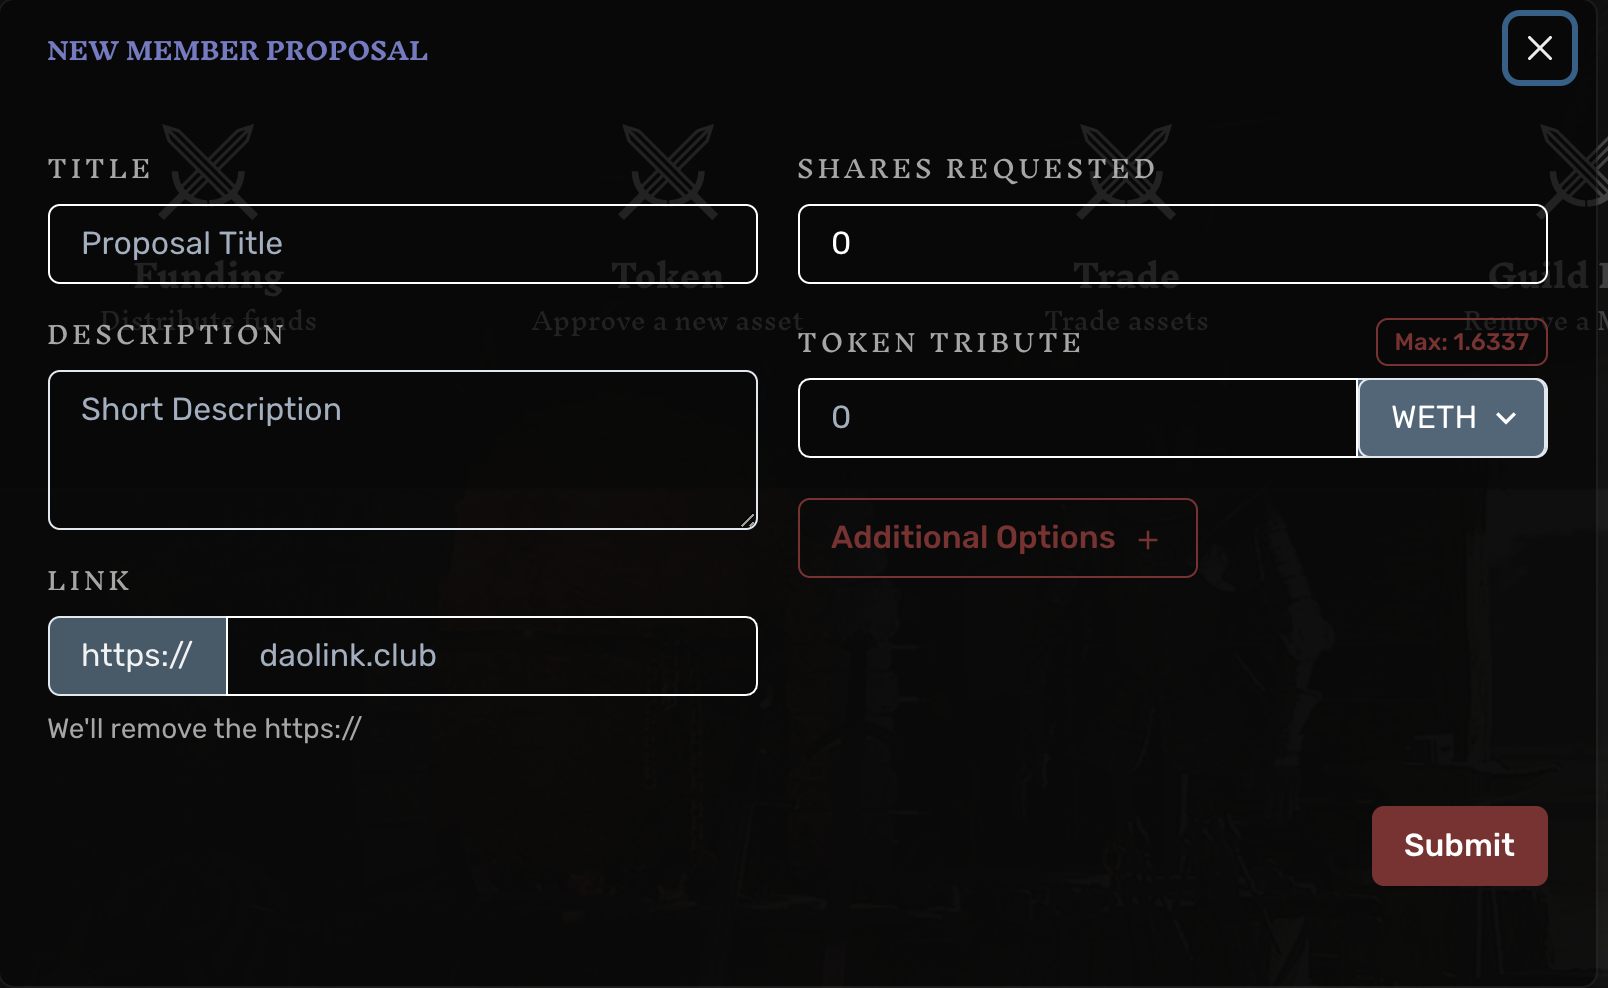 NEW MEMBER PROPOSAL
TITLE
Proposal Title
DESCRIPTION
Short Description
LINK
https:// daolink.club
We'll remove the https://
SHARES REQUESTED
0
TOKEN TRIBUTE
Max: 1.6337
0
WETH
Additional Options +
Submit
Funding
Distribute funds
Token
Approve a new asset
Trade
Trade assets
Guild
Remove a